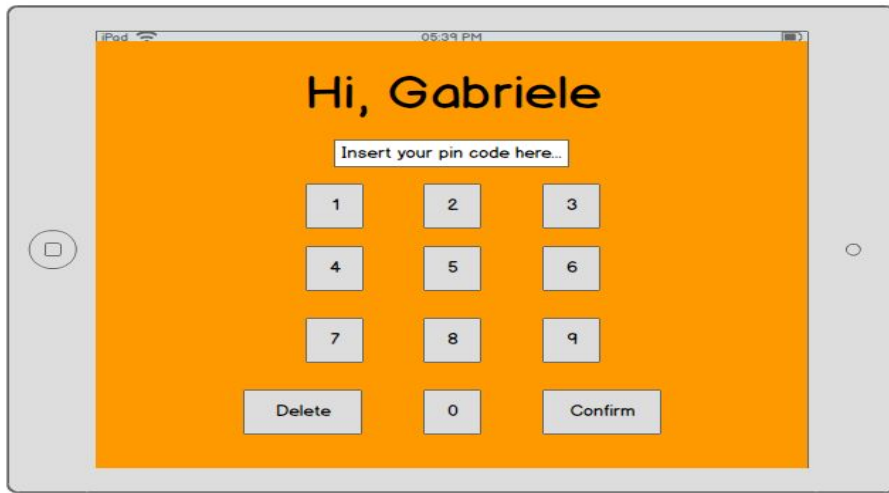 iPad 05:39 PM
Hi, Gabriele
Insert your pin code here...
1 2 3
4 5 6
7 8 9
Delete 0 Confirm